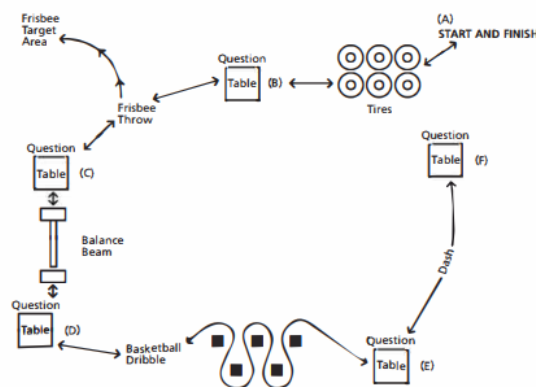 Frisbee
Target
Area
Question
Table
(B)
(A)
START AND FINISH
Tires
Frisbee
Throw
Question
Table
(C)
Question
Table
(F)
Balance
Beam
Dash
Question
Table
(D)
Basketball
Dribble
Question
Table
(E)